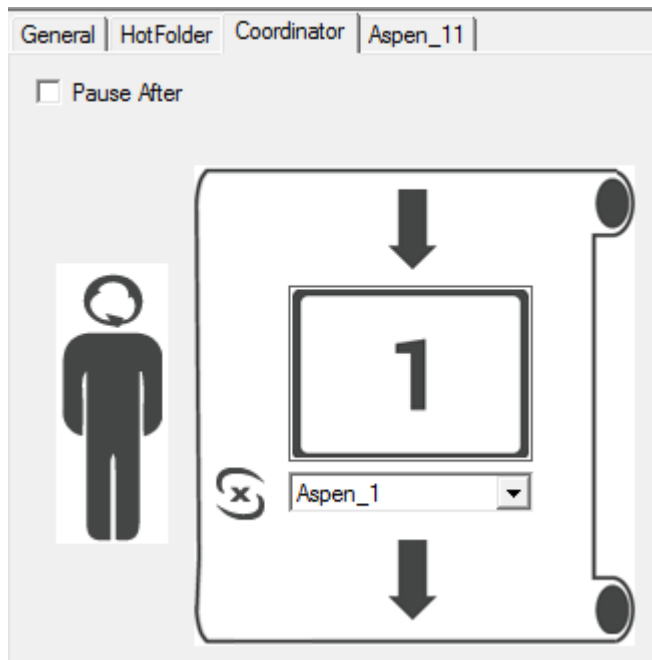 General HotFolder Coordinator Aspen_11
Pause After
1
x
Aspen_1